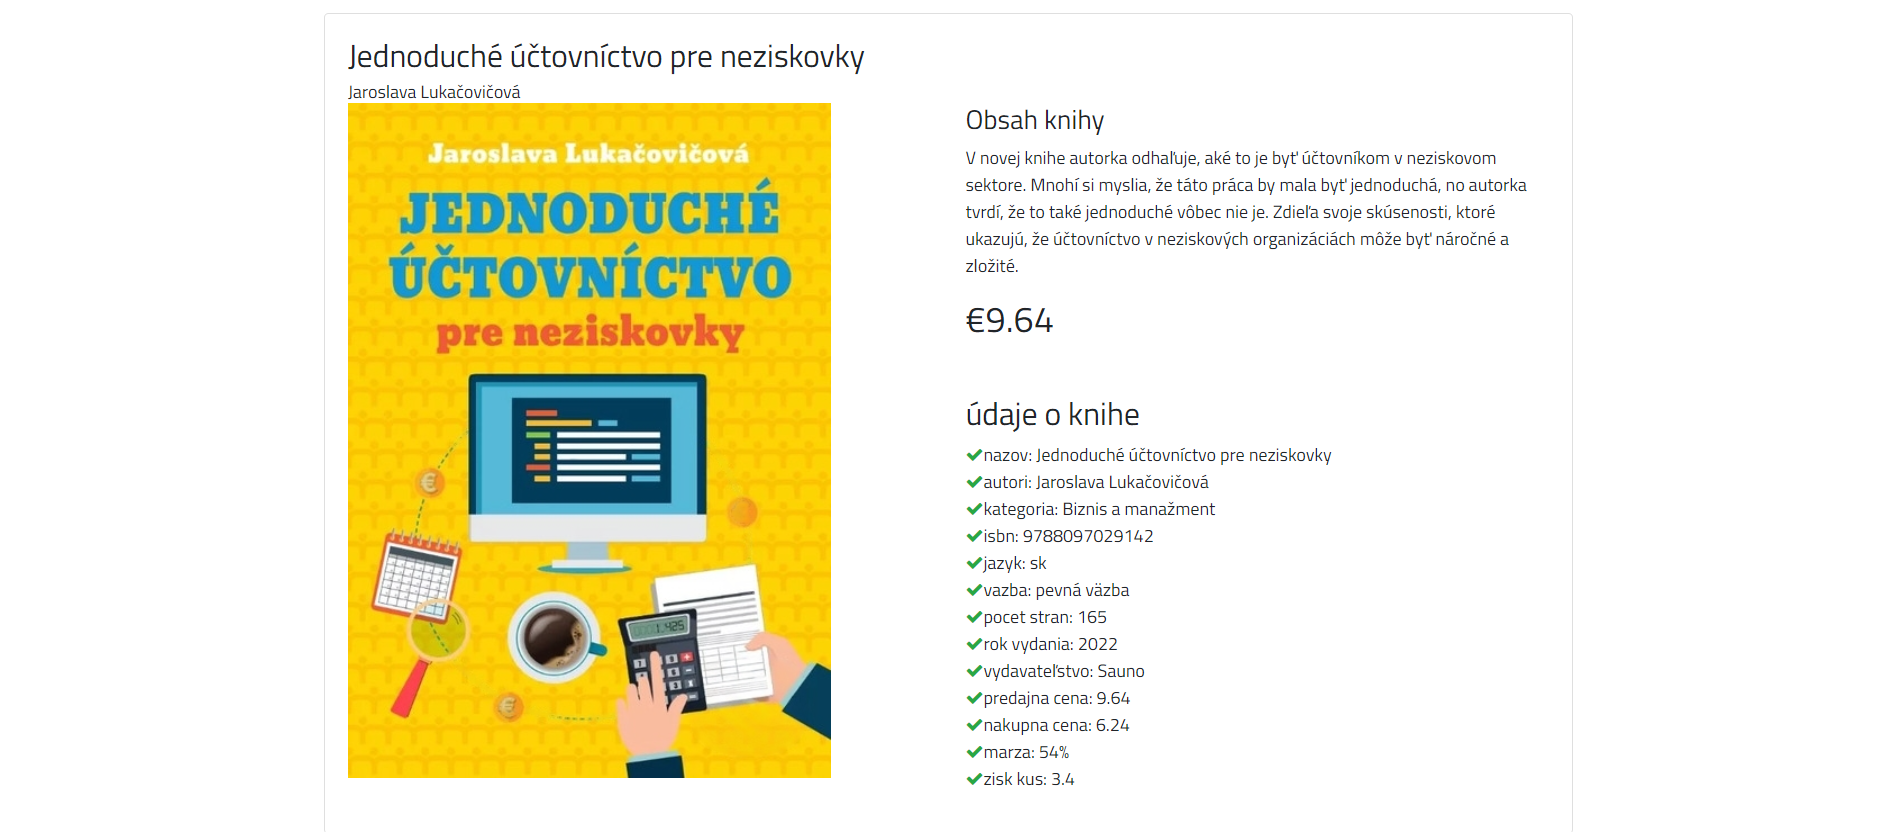 Jednoduché účtovníctvo pre neziskovky
Jaroslava Lukačovičová
Jaroslava Lukačovičová
JEDNODUCHÉ
ÚČTOVNÍCTVO
pre neziskovky
1,425
Obsah knihy
V novej knihe autorka odhaľuje, aké to je byť účtovníkom v neziskovom
sektore. Mnohí si myslia, že táto práca by mala byť jednoduchá, no autorka
tvrdí, že to také jednoduché vôbec nie je. Zdieľa svoje skúsenosti, ktoré
ukazujú, že účtovníctvo v neziskových organizáciách môže byť náročné a
zložité.
€9.64
údaje o knihe
nazov: Jednoduché účtovníctvo pre neziskovky
autori: Jaroslava Lukačovičová
kategoria: Biznis a manažment
isbn: 9788097029142
jazyk: sk
vazba: pevná väzba
pocet stran: 165
rok vydania: 2022
vydavateľstvo: Sauno
predajna cena: 9.64
nakupna cena: 6.24
marza: 54%
zisk kus: 3.4